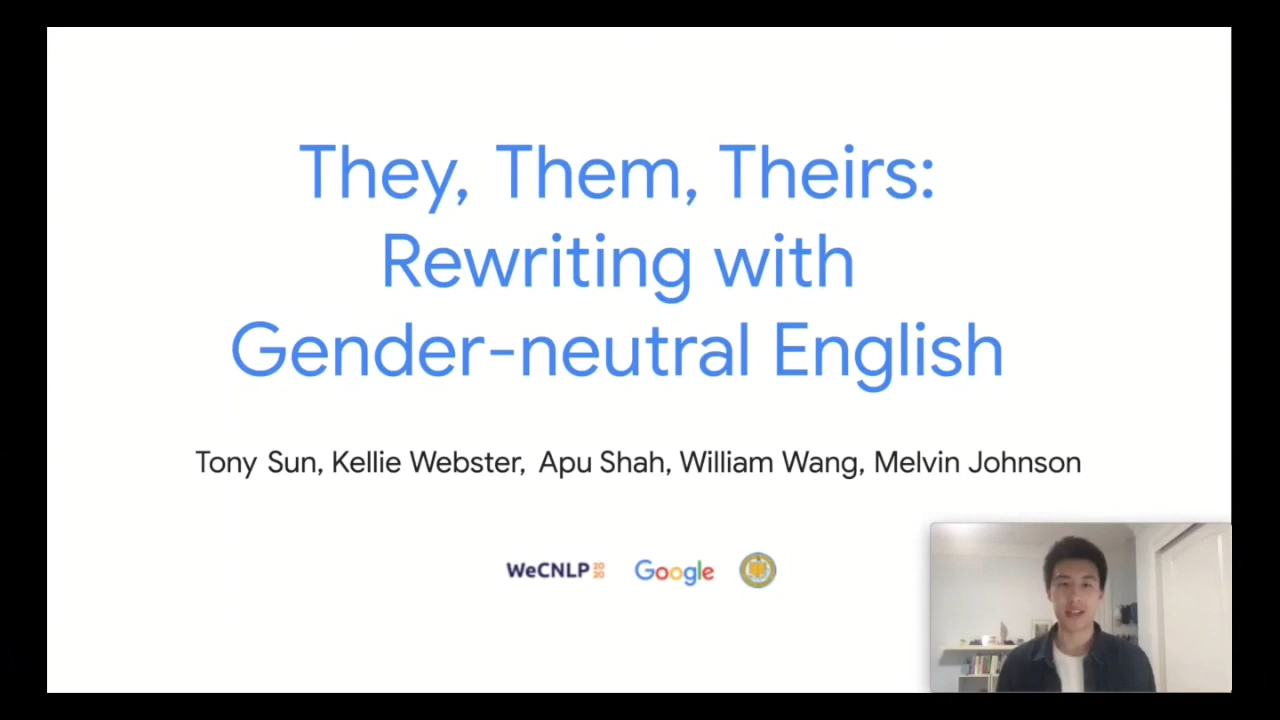 They, Them, Theirs:
Rewriting with
Gender-neutral English
Tony Sun, Kellie Webster, Apu Shah, William Wang, Melvin Johnson
WeCNLP 2020 Google